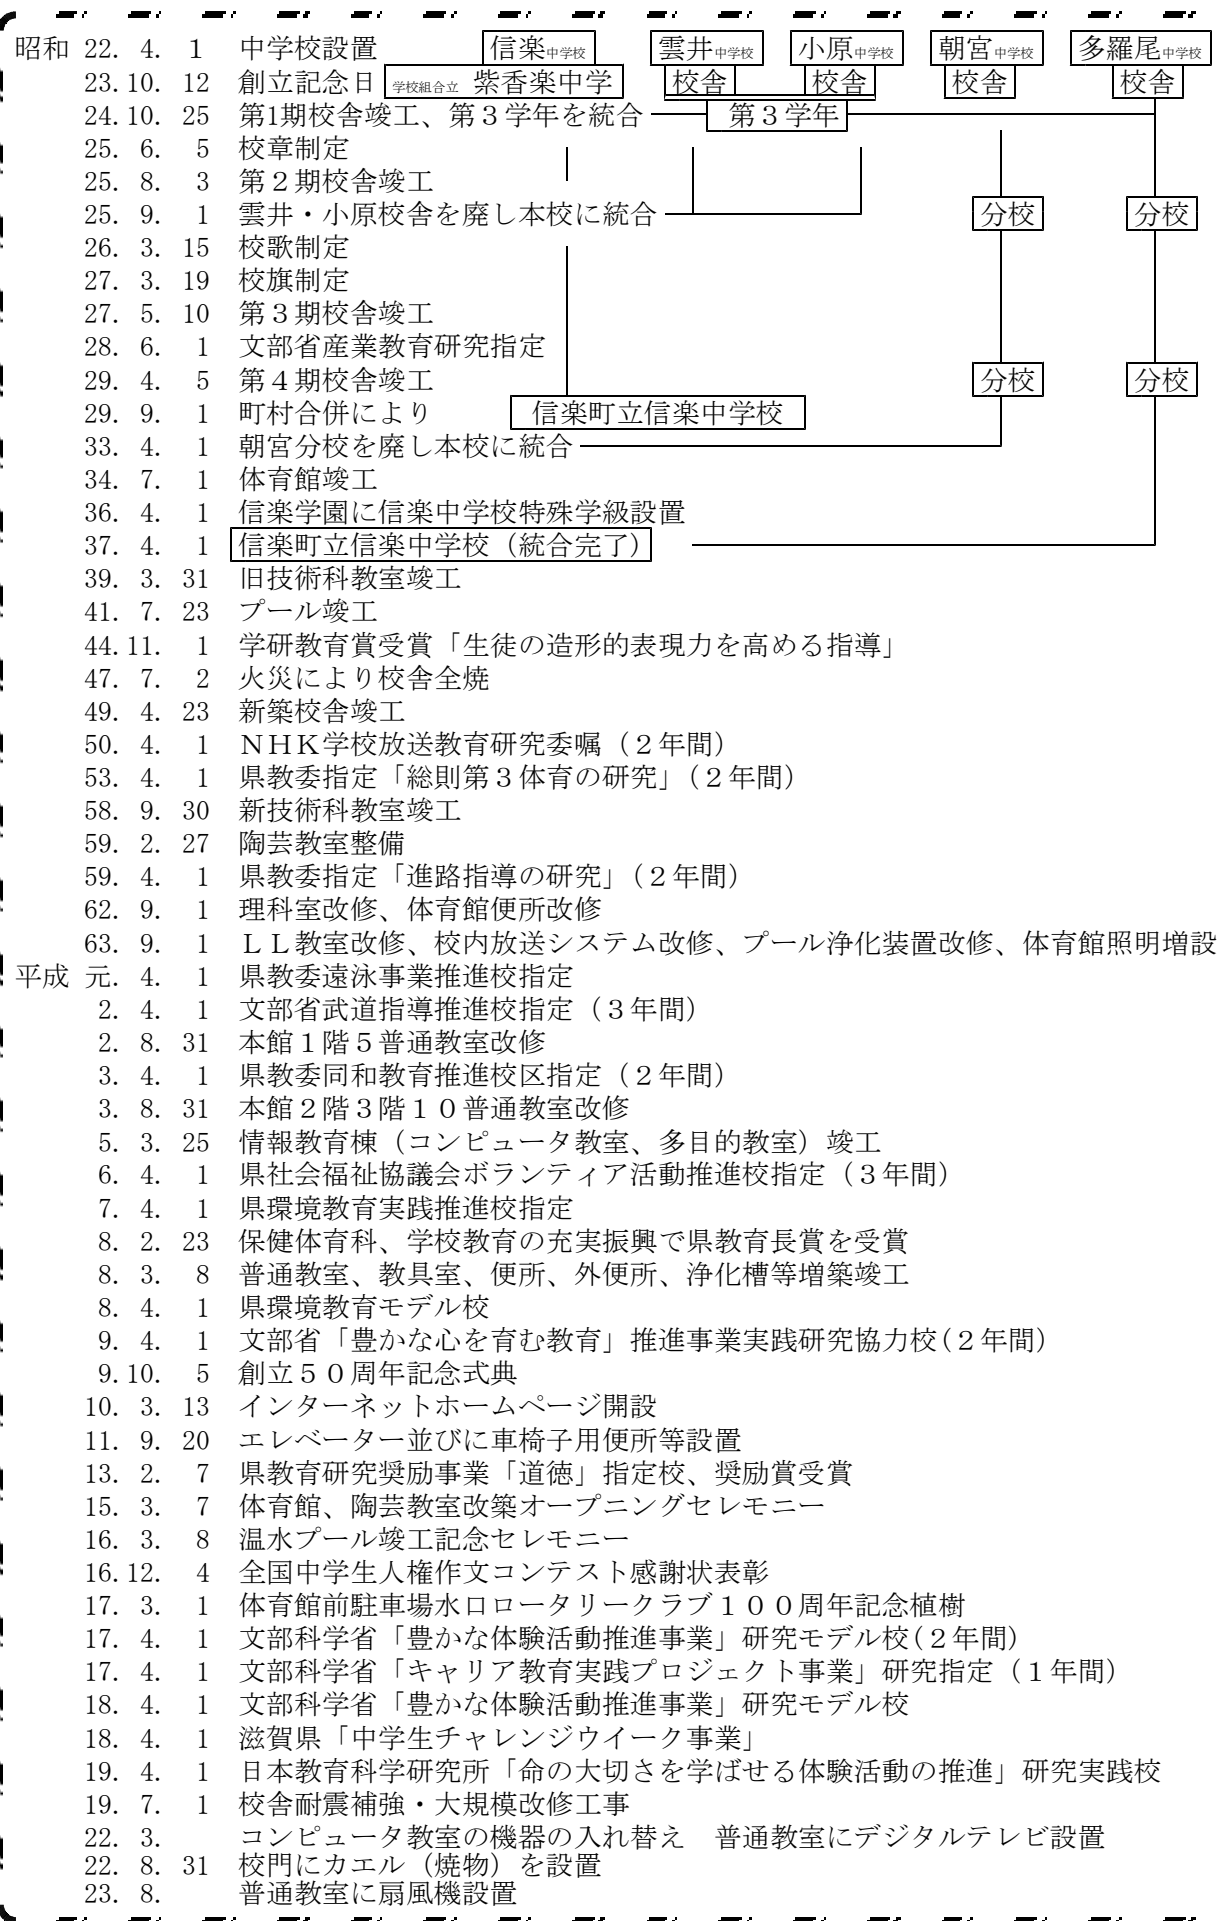 昭和 22. 4. 1 中学校設置 信楽中学校 雲井中学校 小原中学校 朝宮中学校 多羅尾中学校
23.10. 12 創立記念日 学校組合立 紫香楽中学 校舎 校舎 校舎 校舎
24.10. 25 第1期校舎竣工、第３学年を統合 第３学年
25. 6. 5 校章制定
25. 8. 3 第２期校舎竣工
25. 9. 1 雲井・小原校舎を廃し本校に統合 分校 分校
26. 3. 15 校歌制定
27. 3. 19 校旗制定
27. 5. 10 第３期校舎竣工
28. 6. 1 文部省産業教育研究指定
29. 4. 5 第４期校舎竣工 分校 分校
29. 9. 1 町村合併により 信楽町立信楽中学校
33. 4. 1 朝宮分校を廃し本校に統合
34. 7. 1 体育館竣工
36. 4. 1 信楽学園に信楽中学校特殊学級設置
37. 4. 1 信楽町立信楽中学校（統合完了）
39. 3. 31 旧技術科教室竣工
41. 7. 23 プール竣工
44.11. 1 学研教育賞受賞「生徒の造形的表現力を高める指導」
47. 7. 2 火災により校舎全焼
49. 4. 23 新築校舎竣工
50. 4. 1 ＮＨＫ学校放送教育研究委嘱（２年間）
53. 4. 1 県教委指定「総則第３体育の研究」(２年間）
58. 9. 30 新技術科教室竣工
59. 2. 27 陶芸教室整備
59. 4. 1 県教委指定「進路指導の研究」(２年間）
62. 9. 1 理科室改修、体育館便所改修
63. 9. 1 ＬＬ教室改修、校内放送システム改修、プール浄化装置改修、体育館照明増設
平成 元. 4. 1 県教委遠泳事業推進校指定
2. 4. 1 文部省武道指導推進校指定（３年間）
2. 8. 31 本館１階５普通教室改修
3. 4. 1 県教委同和教育推進校区指定（２年間）
3. 8. 31 本館２階３階１０普通教室改修
5. 3. 25 情報教育棟（コンピュータ教室、多目的教室）竣工
6. 4. 1 県社会福祉協議会ボランティア活動推進校指定（３年間）
7. 4. 1 県環境教育実践推進校指定
8. 2. 23 保健体育科、学校教育の充実振興で県教育長賞を受賞
8. 3. 8 普通教室、教具室、便所、外便所、浄化槽等増築竣工
8. 4. 1 県環境教育モデル校
9. 4. 1 文部省「豊かな心を育む教育」推進事業実践研究協力校(２年間）
9.10. 5 創立５０周年記念式典
10. 3. 13 インターネットホームページ開設
11. 9. 20 エレベーター並びに車椅子用便所等設置
13. 2. 7 県教育研究奨励事業「道徳」指定校、奨励賞受賞
15. 3. 7 体育館、陶芸教室改築オープニングセレモニー
16. 3. 8 温水プール竣工記念セレモニー
16.12. 4 全国中学生人権作文コンテスト感謝状表彰
17. 3. 1 体育館前駐車場水口ロータリークラブ１００周年記念植樹
17. 4. 1 文部科学省「豊かな体験活動推進事業」研究モデル校(２年間）
17. 4. 1 文部科学省「キャリア教育実践プロジェクト事業」研究指定（１年間）
18. 4. 1 文部科学省「豊かな体験活動推進事業」研究モデル校
18. 4. 1 滋賀県「中学生チャレンジウイーク事業」
19. 4. 1 日本教育科学研究所「命の大切さを学ばせる体験活動の推進」研究実践校
19. 7. 1 校舎耐震補強・大規模改修工事
22. 3. コンピュータ教室の機器の入れ替え　普通教室にデジタルテレビ設置
22. 8. 31 校門にカエル（焼物）を設置
23. 8. 普通教室に扇風機設置